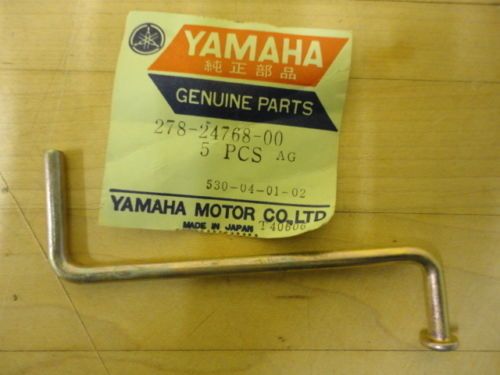 YAMAHA
純正部品
GENUINE PARTS
278-24768-00
5 PCS AG
530-04-01-02
YAMAHA MOTOR CO.,LTD.
MADE IN JAPAN T40606